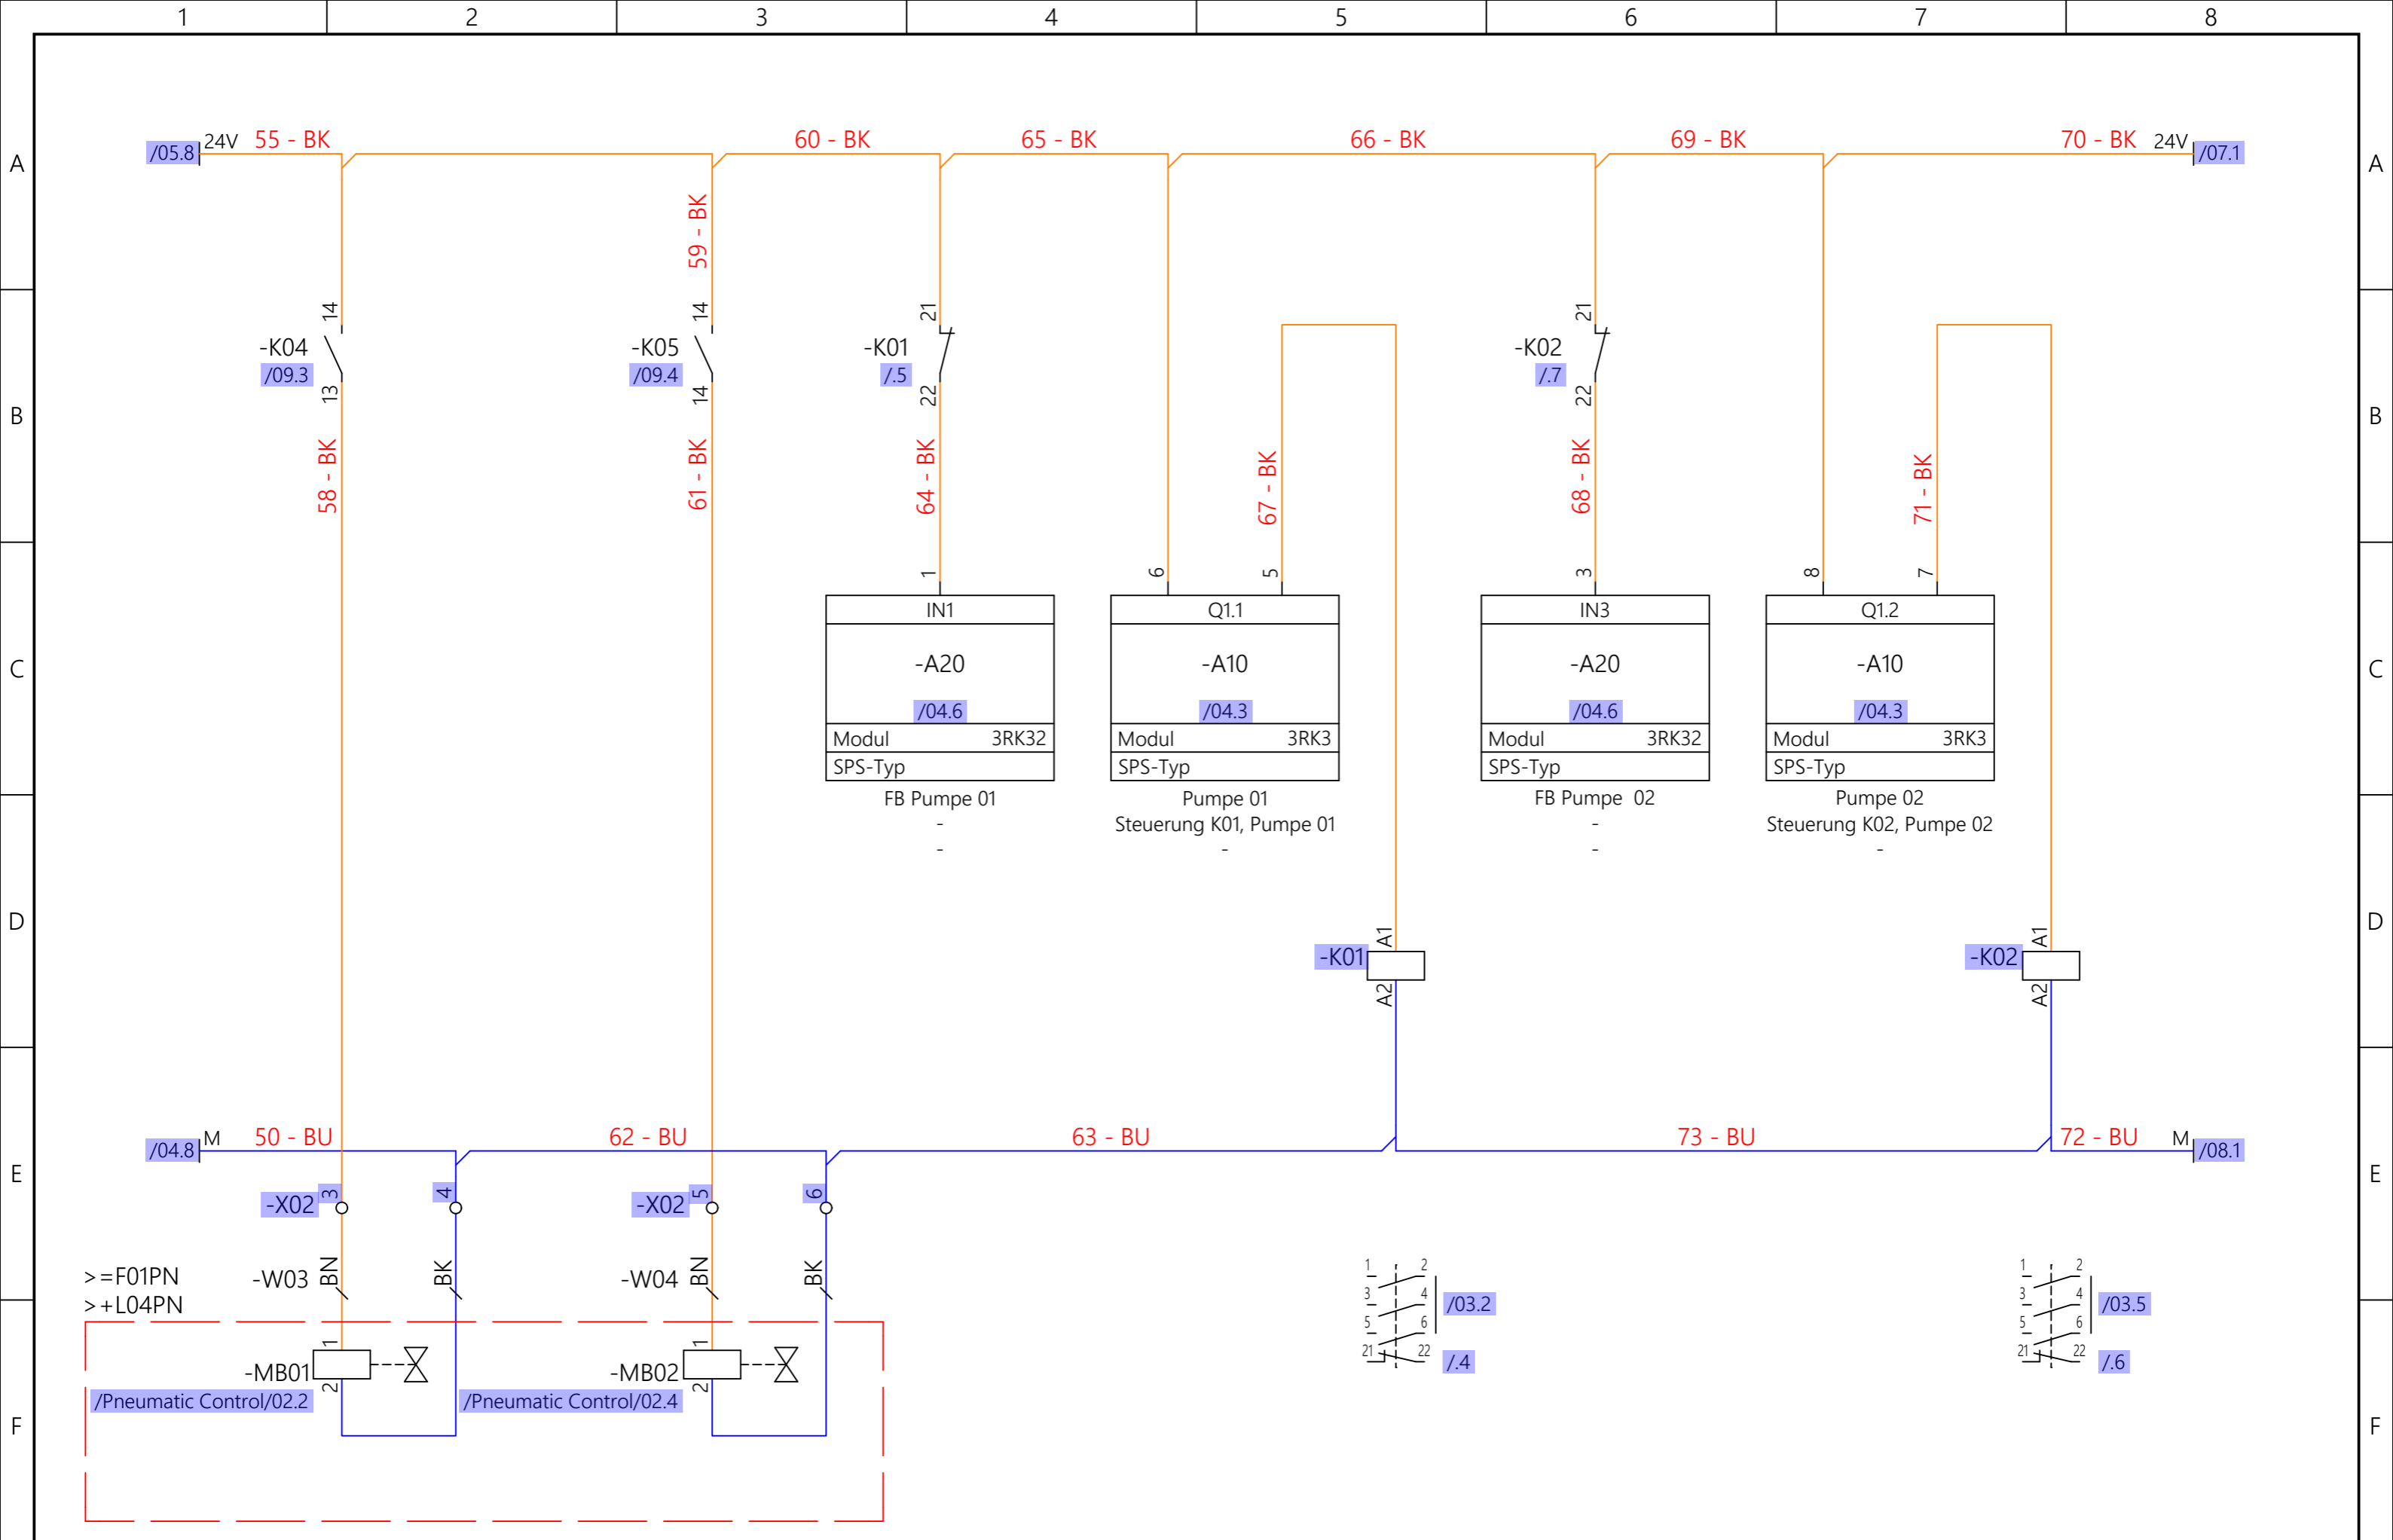 1 2 3 4 5 6 7 8
A A
/05.8 24V 55 - BK 60 - BK 65 - BK 66 - BK 69 - BK 70 - BK 24V /07.1
59 - BK
14 14 21 21
-K04 -K05 -K01 -K02
/09.3 /09.4 /.5 /.7
13 14 22 22
B B
58 - BK 61 - BK 64 - BK 67 - BK 68 - BK 71 - BK
1 6 5 3 8 7
IN1 Q1.1 IN3 Q1.2
C C
-A20 -A10 -A20 -A10
/04.6 /04.3 /04.6 /04.3
Modul 3RK32 Modul 3RK3 Modul 3RK32 Modul 3RK3
SPS-Typ SPS-Typ SPS-Typ SPS-Typ
FB Pumpe 01 Pumpe 01 FB Pumpe  02 Pumpe 02
- Steuerung K01, Pumpe 01 - Steuerung K02, Pumpe 02
- - - -
D D
A1 A1
-K01 -K02
A2 A2
/04.8 M 50 - BU 62 - BU 63 - BU 73 - BU 72 - BU M /08.1
E E
-X02 3 4 -X02 5 6
>=F01PN -W03 BN BK -W04 BN BK
>+L04PN
1 2 1 2
3 4 /03.2 3 4 /03.5
5 6 5 6
21 22 /.4 21 22 /.6
1 1
-MB01 -MB02
2 2
/Pneumatic Control/02.2 /Pneumatic Control/02.4
F F